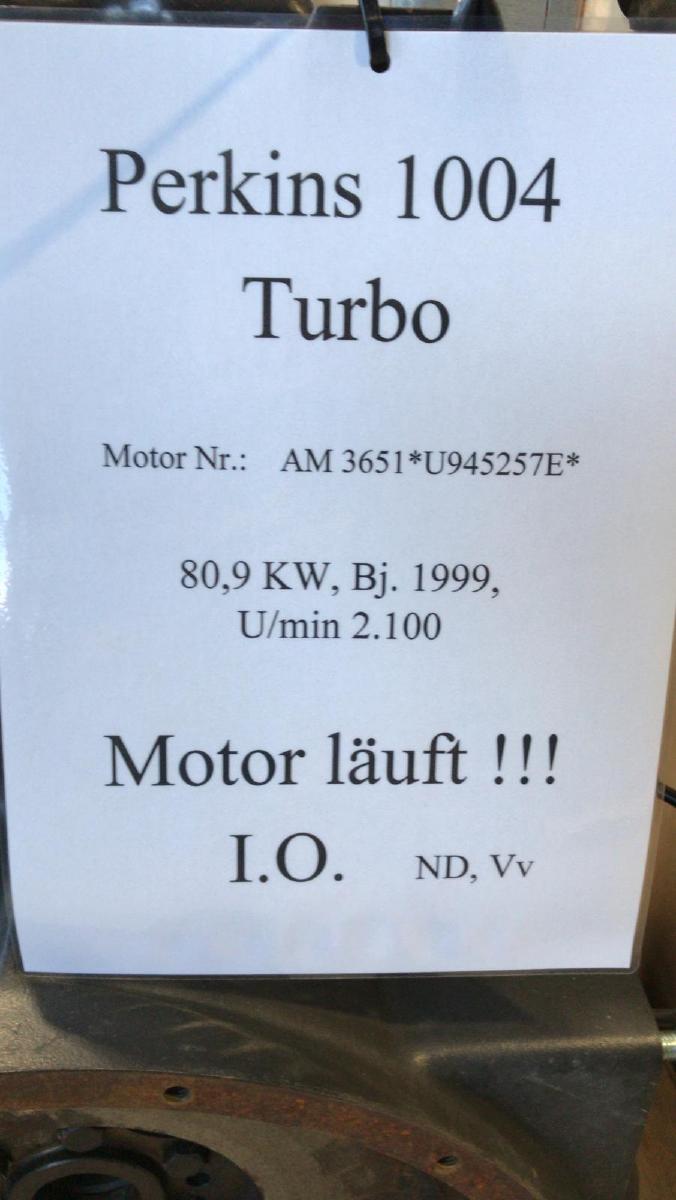 Perkins 1004
Turbo
Motor Nr.: AM 3651*U945257E*
80,9 KW, Bj. 1999,
U/min 2.100
Motor läuft !!!
I.O. ND, Vv